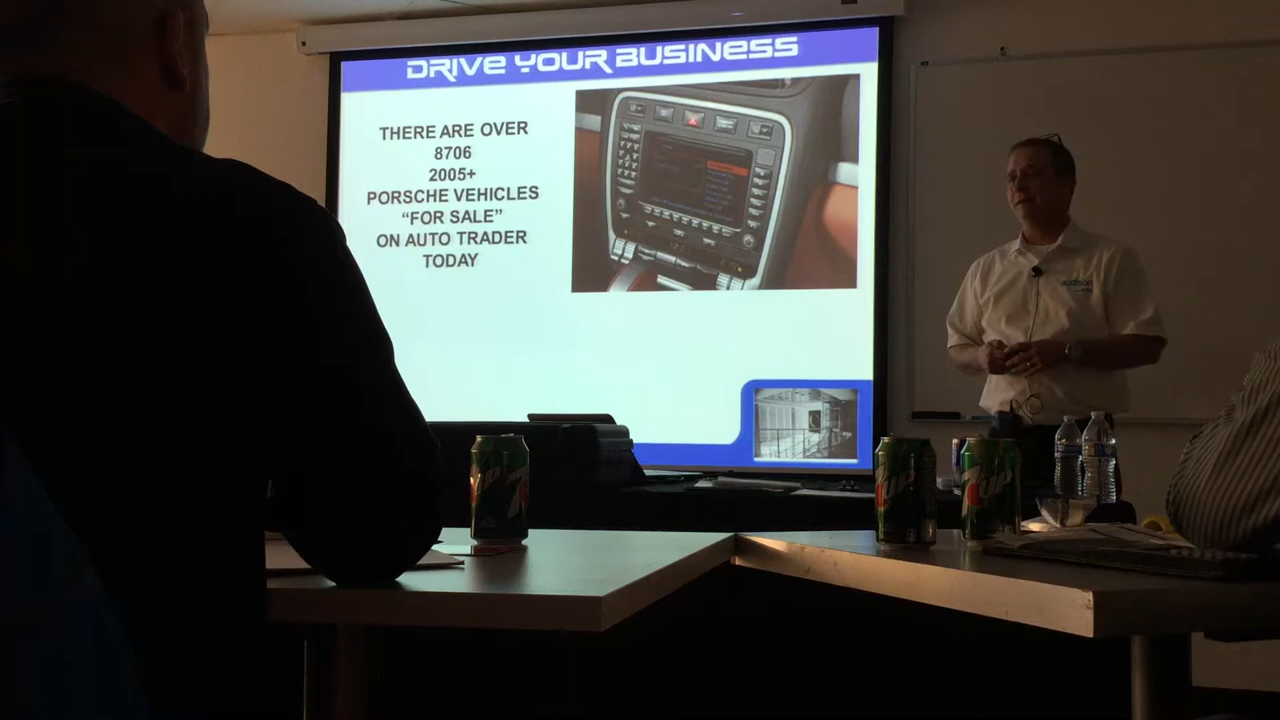 DRIVE YOUR BUSINESS
THERE ARE OVER
8706
2005+
PORSCHE VEHICLES
“FOR SALE”
ON AUTO TRADER
TODAY
audison
7UP
7UP
7UP